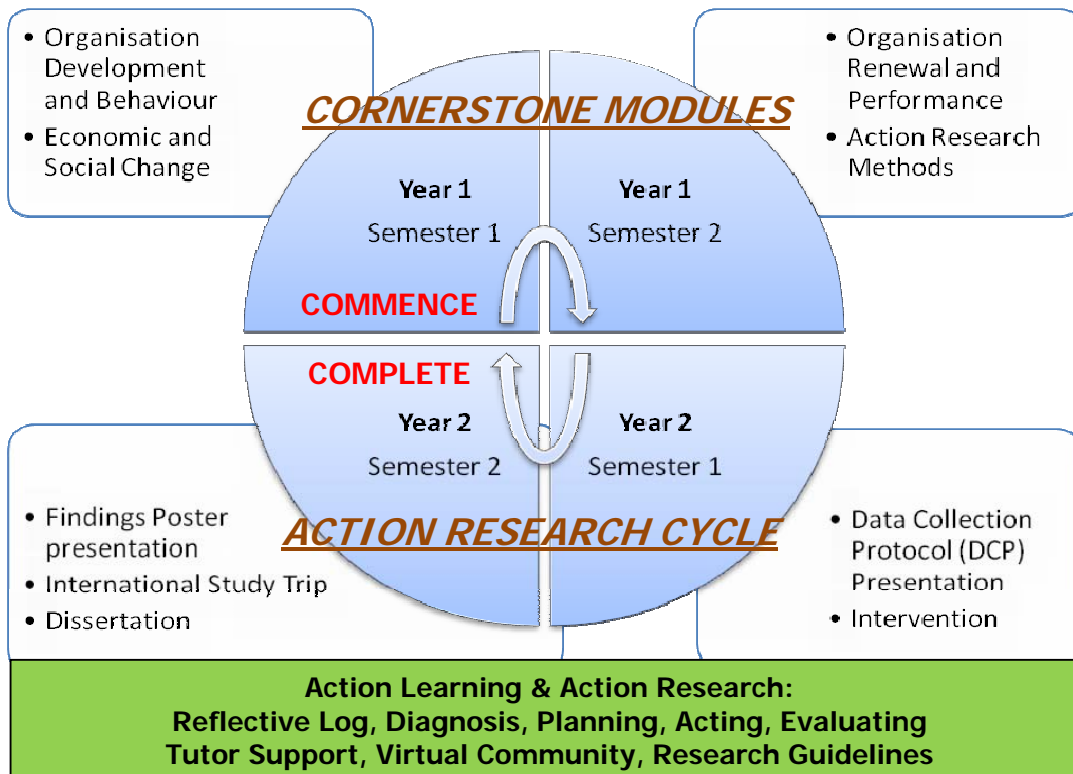 • Organisation
Development
and Behaviour
• Economic and
Social Change
• Organisation
Renewal and
Performance
• Action Research
Methods
CORNERSTONE MODULES
Year 1
Semester 1
Year 1
Semester 2
COMMENCE
COMPLETE
Year 2
Semester 2
Year 2
Semester 1
ACTION RESEARCH CYCLE
• Findings Poster
presentation
• International Study Trip
• Dissertation
• Data Collection
Protocol (DCP)
Presentation
• Intervention
Action Learning & Action Research:
Reflective Log, Diagnosis, Planning, Acting, Evaluating
Tutor Support, Virtual Community, Research Guidelines